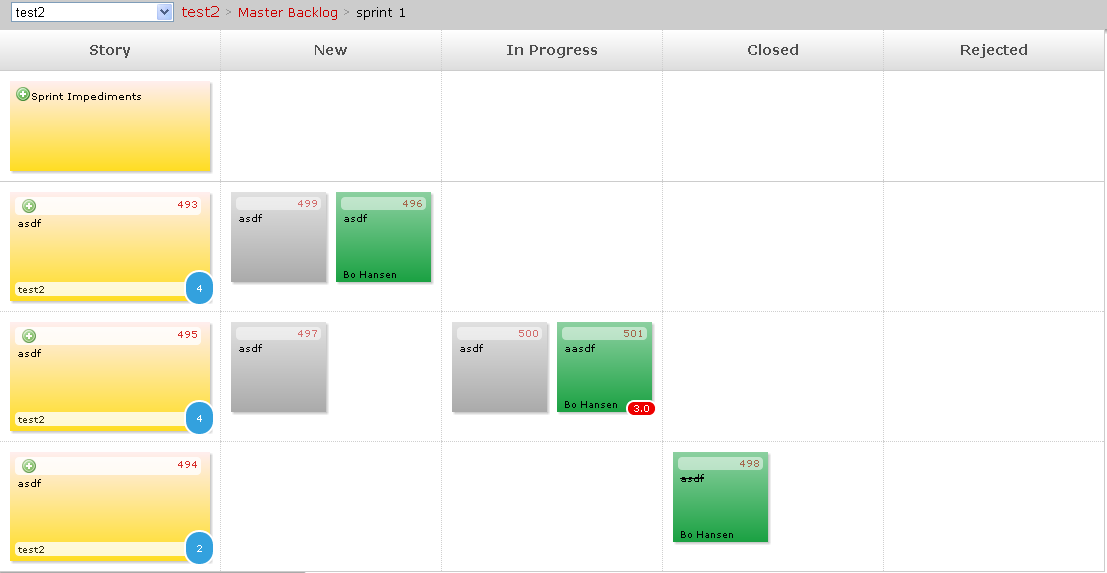 test2 test2 > Master Backlog > sprint 1
Story New In Progress Closed Rejected
Sprint Impediments
493 499 496
asdf asdf asdf
Bo Hansen
test2 4
495 497 500 501
asdf asdf asdf aasdf
Bo Hansen 3.0
test2 4
494 498
asdf asdf
Bo Hansen
test2 2